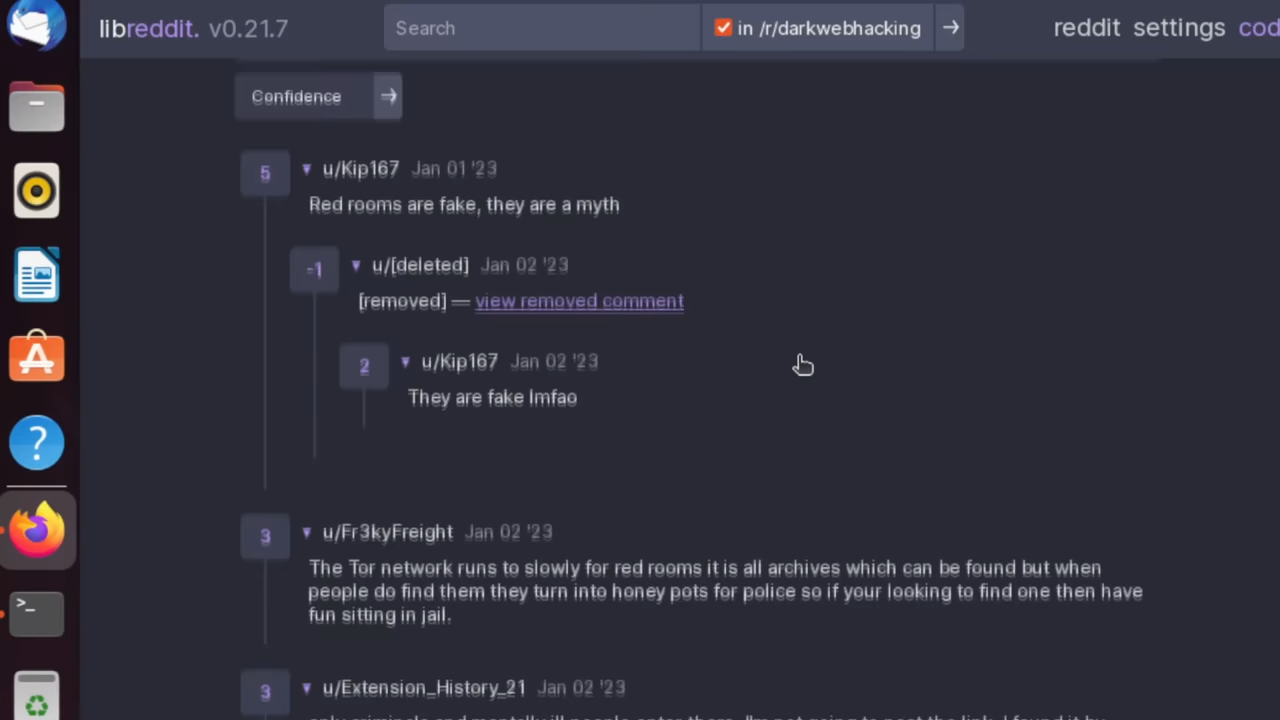 libreddit. v0.21.7
Search
in /r/darkwebhacking
→
reddit settings cod
Confidence
→
5
u/Kip167 Jan 01 '23
Red rooms are fake, they are a myth
-1
u/[deleted] Jan 02 '23
[removed] — view removed comment
2
u/Kip167 Jan 02 '23
They are fake lmfao
3
u/Fr3kyFreight Jan 02 '23
The Tor network runs to slowly for red rooms it is all archives which can be found but when
people do find them they turn into honey pots for police so if your looking to find one then have
fun sitting in jail.
3
u/Extension_History_21 Jan 02 '23